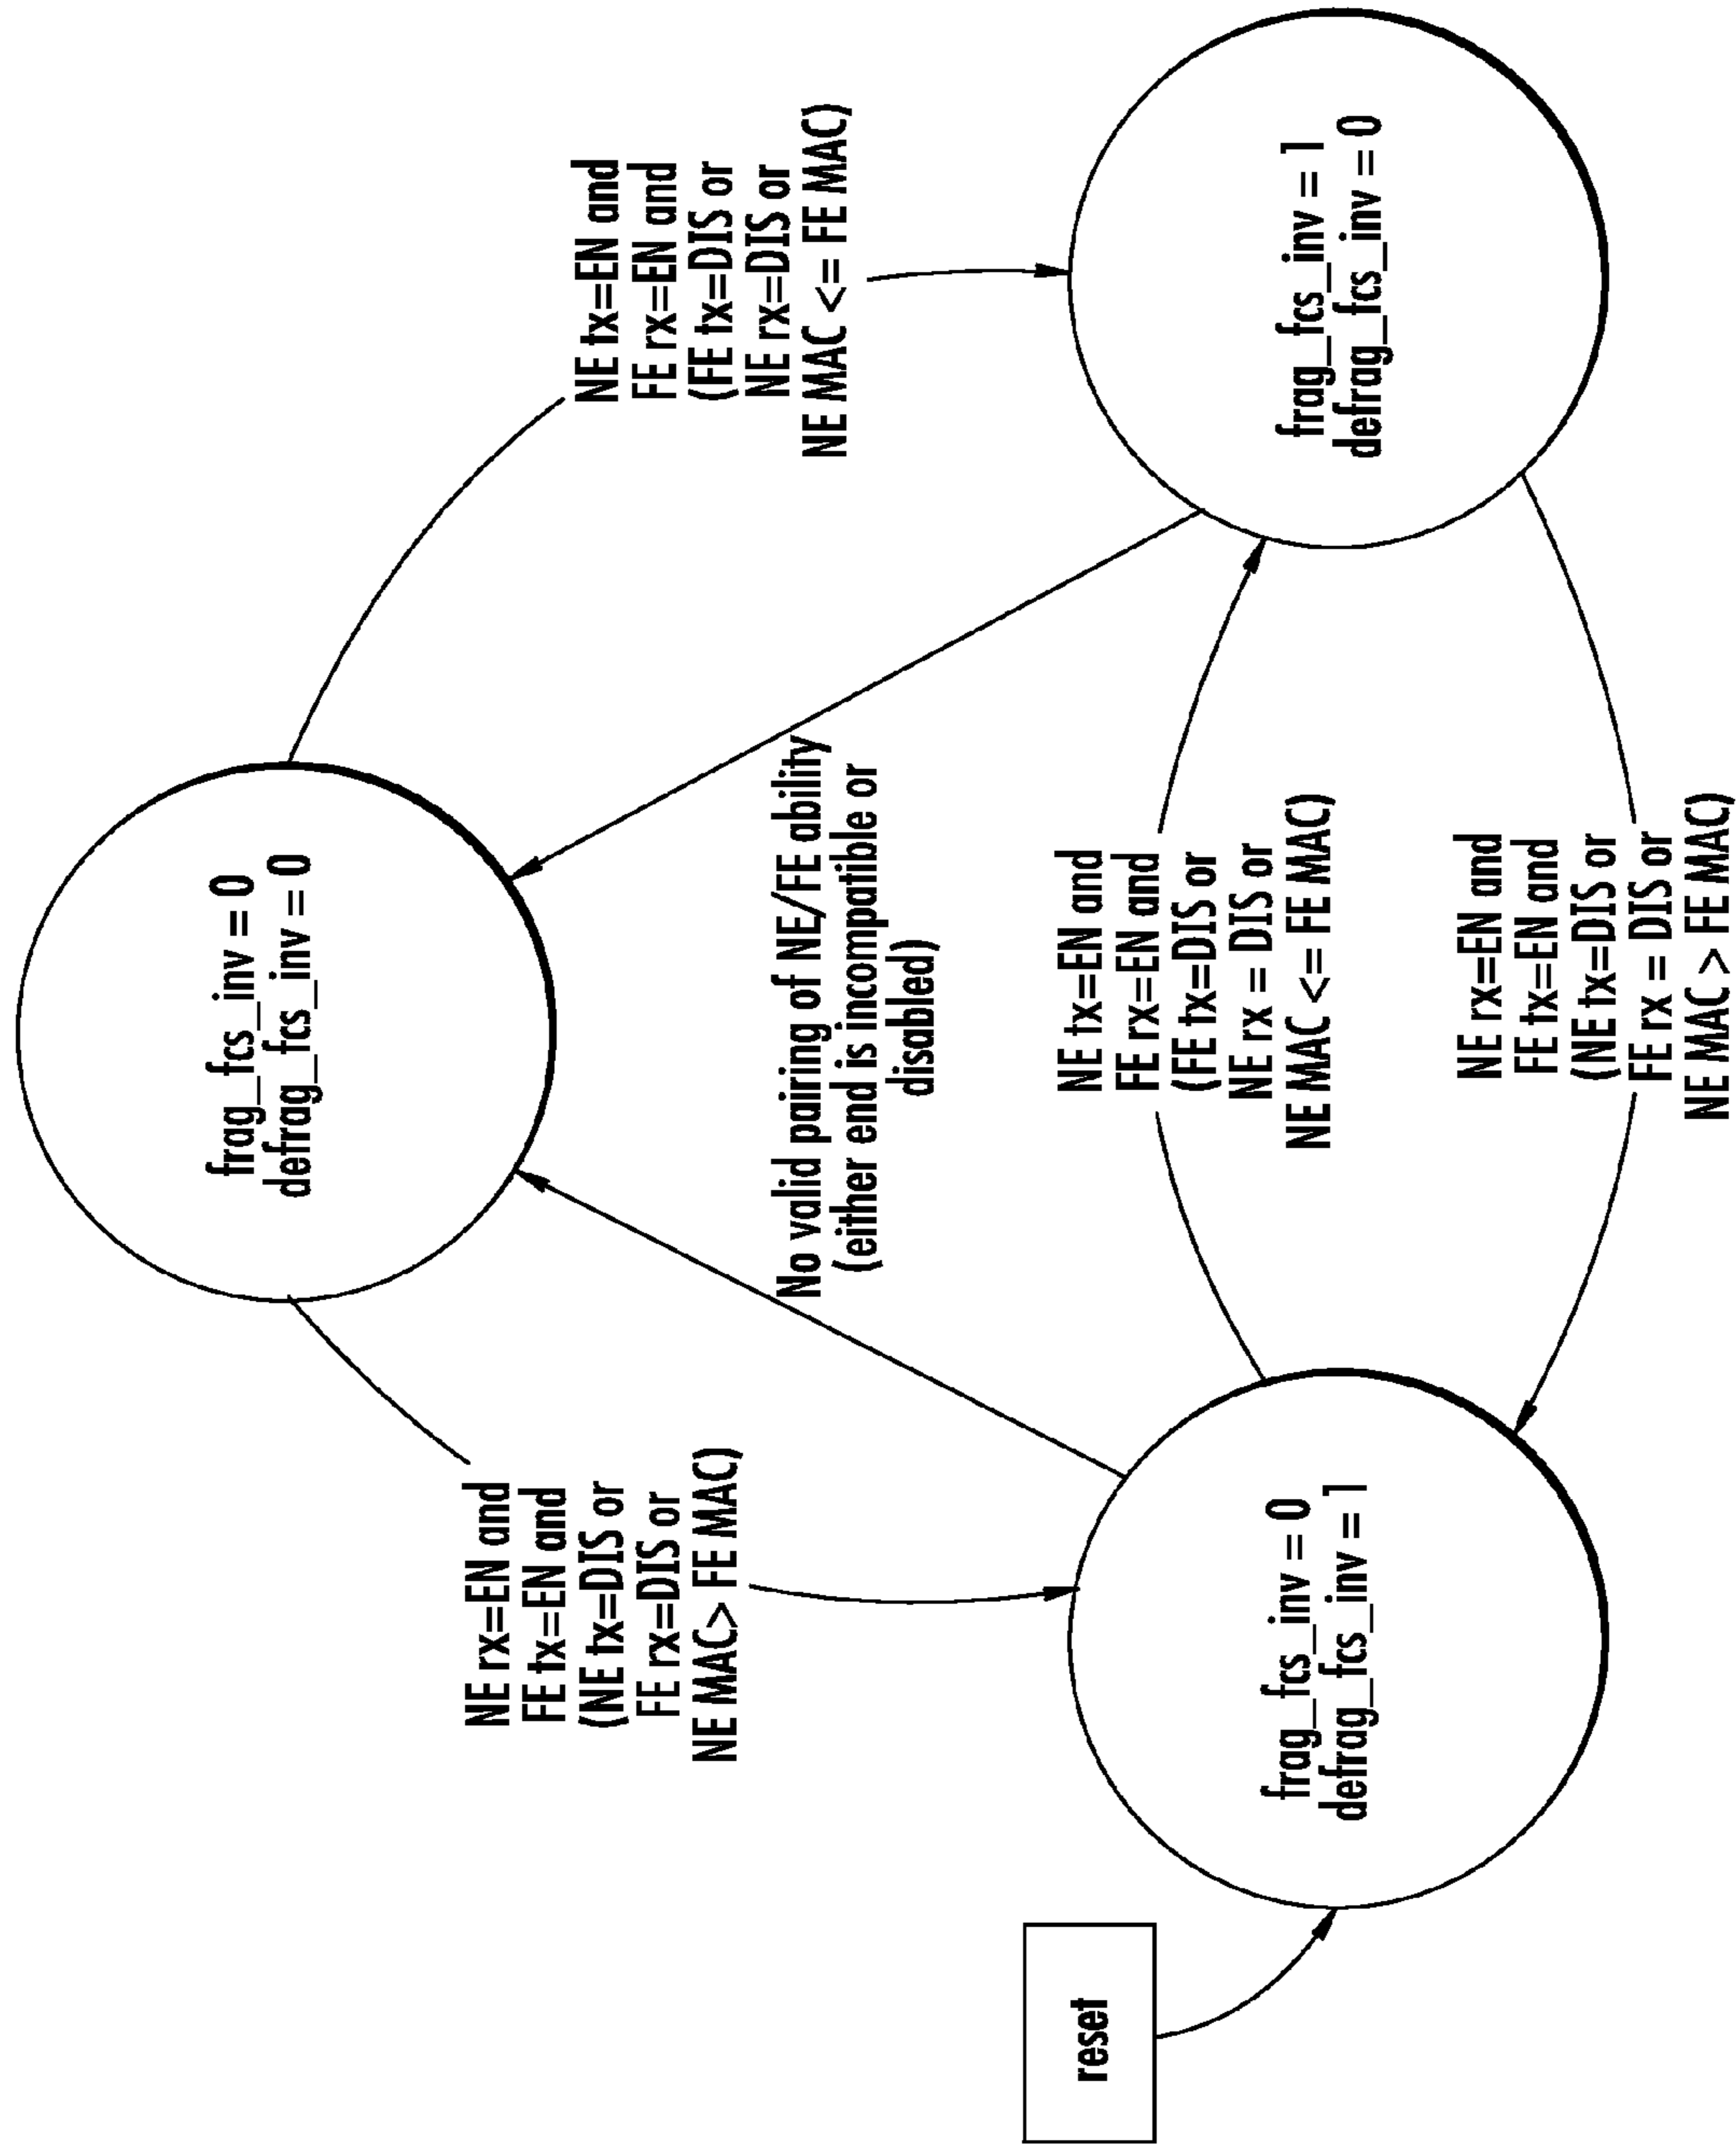 frag_fcs_inv = 0
defrag_fcs_inv = 0
NE rx=EN and
FE tx=EN and
(NE tx=DIS or
FE rx=DIS or
NE MAC> FE MAC)
NE tx=EN and
FE rx=EN and
(FE tx=DIS or
NE rx=DIS or
NE MAC <= FE MAC)
No valid pairing of NE/FE ability
(either end is incompatible or
disabled)
reset
frag_fcs_inv = 0
defrag_fcs_inv = 1
NE tx=EN and
FE rx=EN and
(FE tx=DIS or
NE rx = DIS or
NE MAC <= FE MAC)
frag_fcs_inv = 1
defrag_fcs_inv = 0
NE rx=EN and
FE tx=EN and
(NE tx=DIS or
FE rx = DIS or
NE MAC > FE MAC)